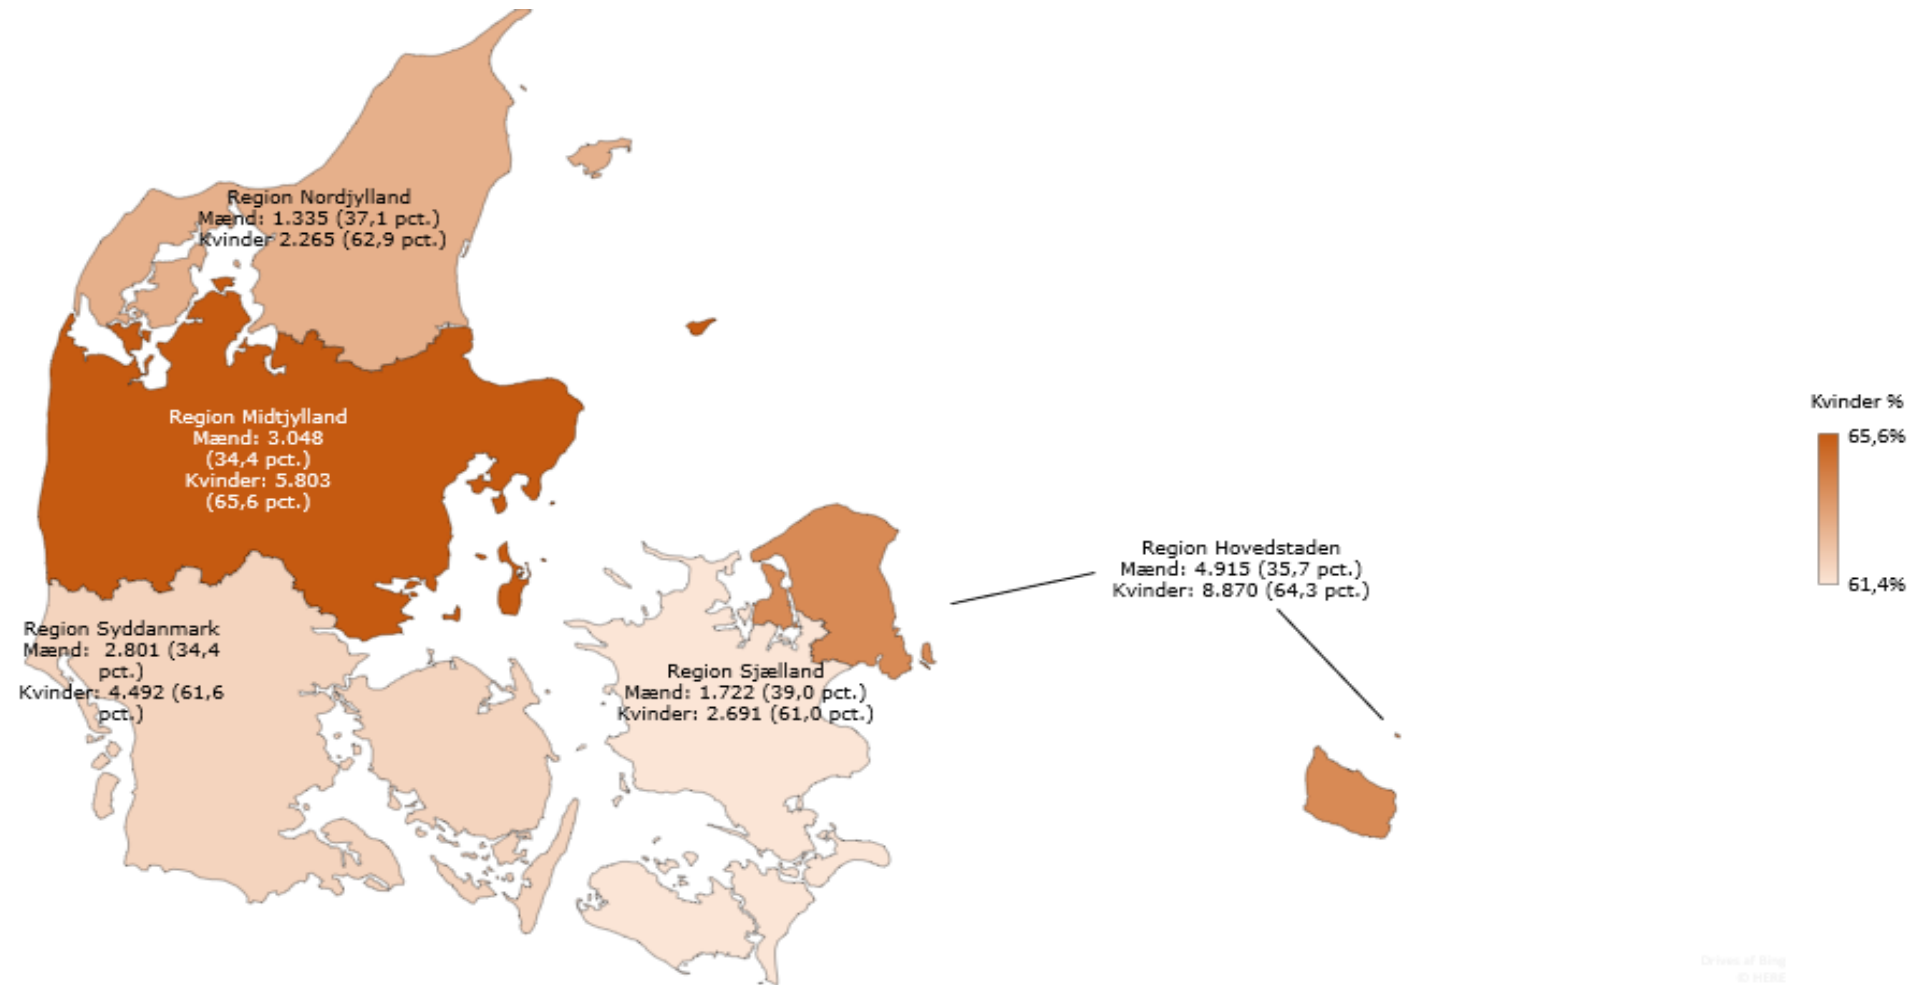 Region Nordjylland
Mænd: 1.335 (37,1 pct.)
Kvinder 2.265 (62,9 pct.)
Region Midtjylland
Mænd: 3.048
(34,4 pct.)
Kvinder: 5.803
(65,6 pct.)
Kvinder %
65,6%
61,4%
Region Hovedstaden
Mænd: 4.915 (35,7 pct.)
Kvinder: 8.870 (64,3 pct.)
Region Syddanmark
Mænd: 2.801 (34,4
pct.)
Kvinder: 4.492 (61,6
pct.)
Region Sjælland
Mænd: 1.722 (39,0 pct.)
Kvinder: 2.691 (61,0 pct.)
© HERE